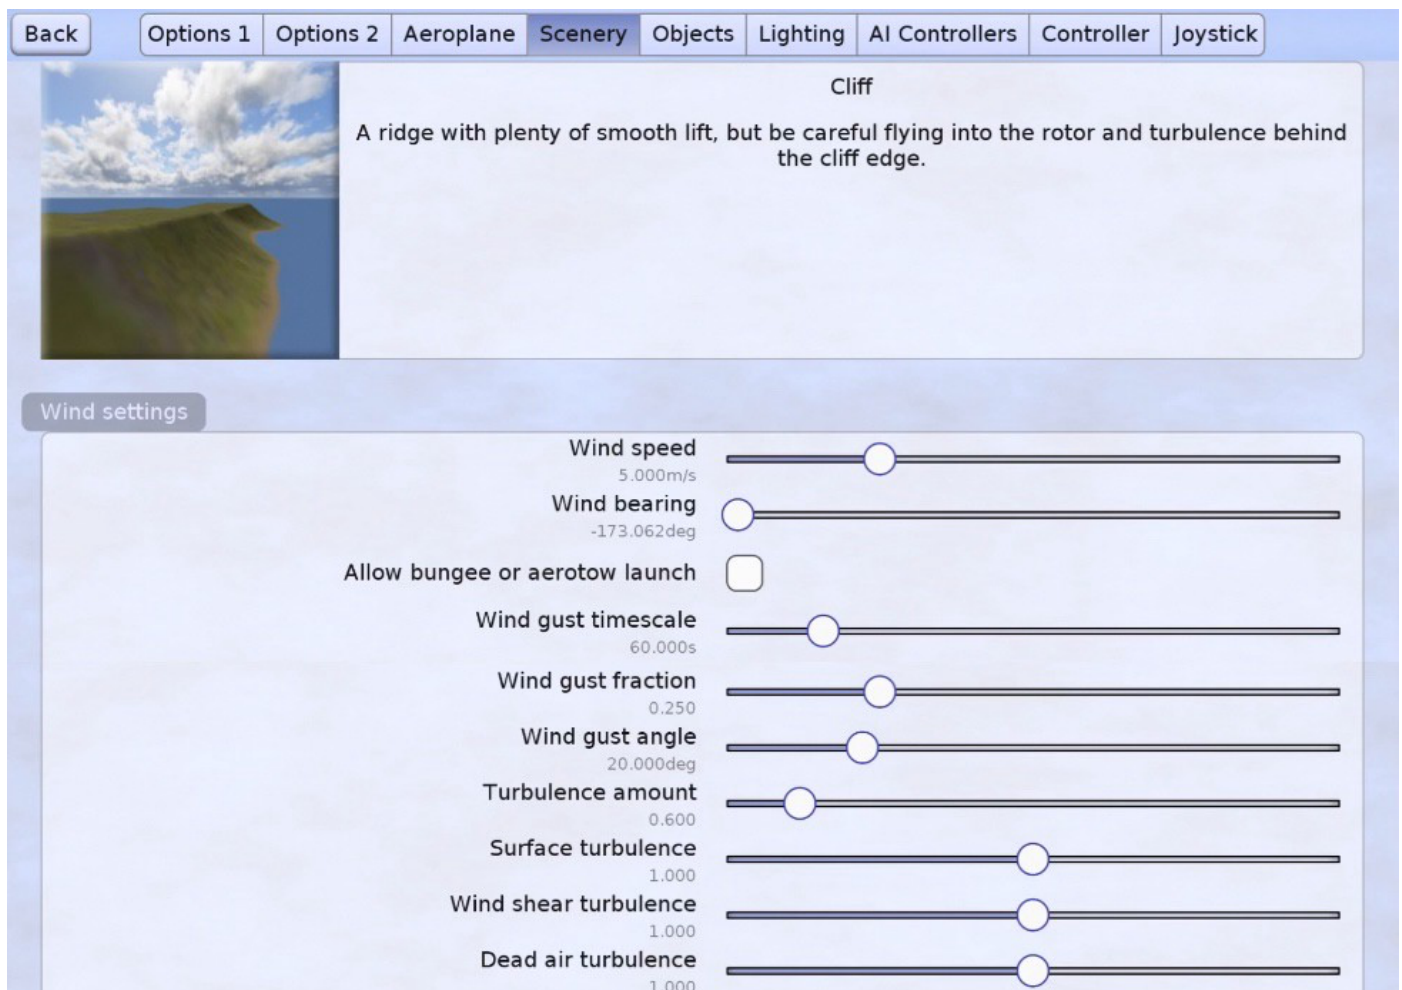 Back
Options 1
Options 2
Aeroplane
Scenery
Objects
Lighting
AI Controllers
Controller
Joystick
Cliff
A ridge with plenty of smooth lift, but be careful flying into the rotor and turbulence behind
the cliff edge.
Wind settings
Wind speed
5.000m/s
Wind bearing
-173.062deg
Allow bungee or aerotow launch
Wind gust timescale
60.000s
Wind gust fraction
0.250
Wind gust angle
20.000deg
Turbulence amount
0.600
Surface turbulence
1.000
Wind shear turbulence
1.000
Dead air turbulence
1.000